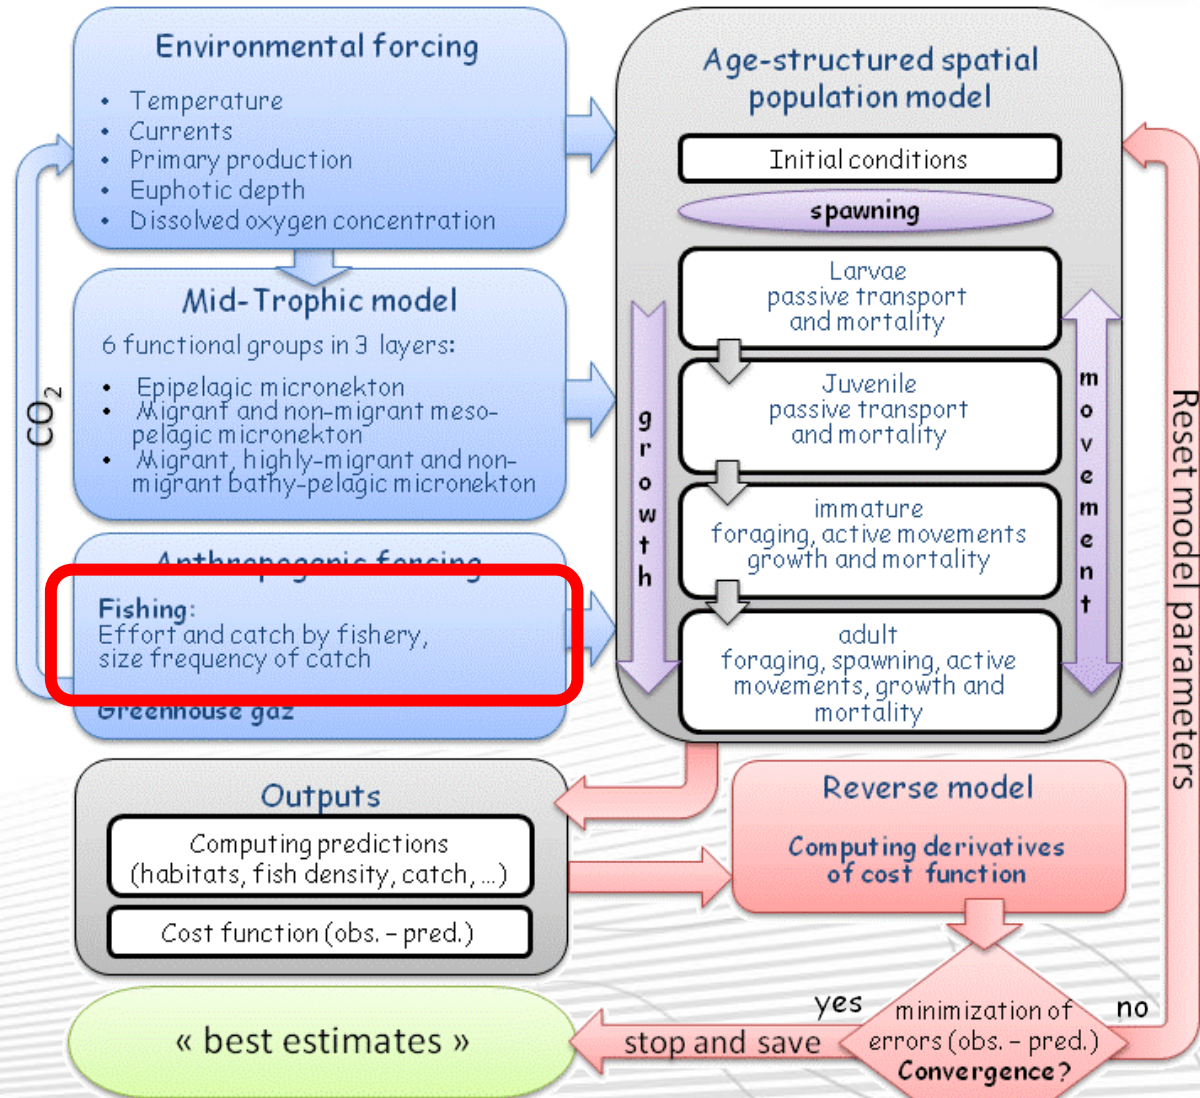 Environmental forcing
• Temperature
• Currents
• Primary production
• Euphotic depth
• Dissolved oxygen concentration
Mid-Trophic model
6 functional groups in 3 layers:
• Epipelagic micronekton
• Migrant and non-migrant meso-
pelagic micronekton
• Migrant, highly-migrant and non-
migrant bathy-pelagic micronekton
CO2
Anthropogenic forcing
Fishing:
Effort and catch by fishery,
size frequency of catch
Greenhouse gaz
Age-structured spatial
population model
Initial conditions
spawning
Larvae
passive transport
and mortality
Juvenile
passive transport
and mortality
immature
foraging, active movements
growth and mortality
adult
foraging, spawning, active
movements, growth and
mortality
growth
movement
Reset model parameters
Outputs
Computing predictions
(habitats, fish density, catch, ...)
Cost function (obs. – pred.)
Reverse model
Computing derivatives
of cost function
minimization of
errors (obs. – pred.)
Convergence?
yes
no
stop and save
« best estimates »